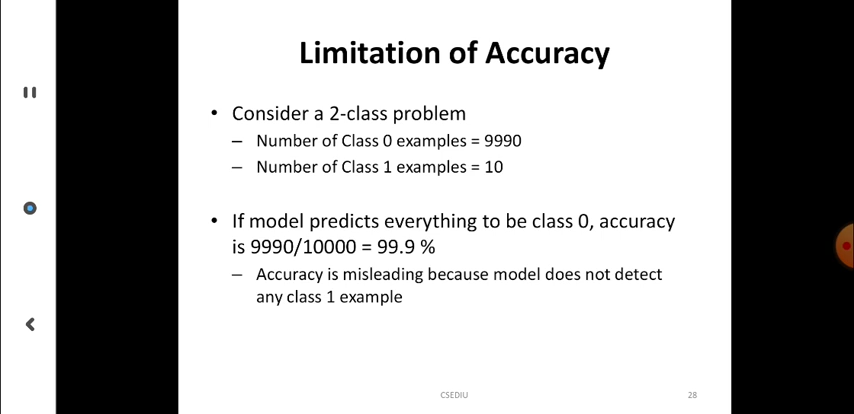 Limitation of Accuracy
• Consider a 2-class problem
– Number of Class 0 examples = 9990
– Number of Class 1 examples = 10
• If model predicts everything to be class 0, accuracy
is 9990/10000 = 99.9 %
– Accuracy is misleading because model does not detect
any class 1 example
CSEDIU
28